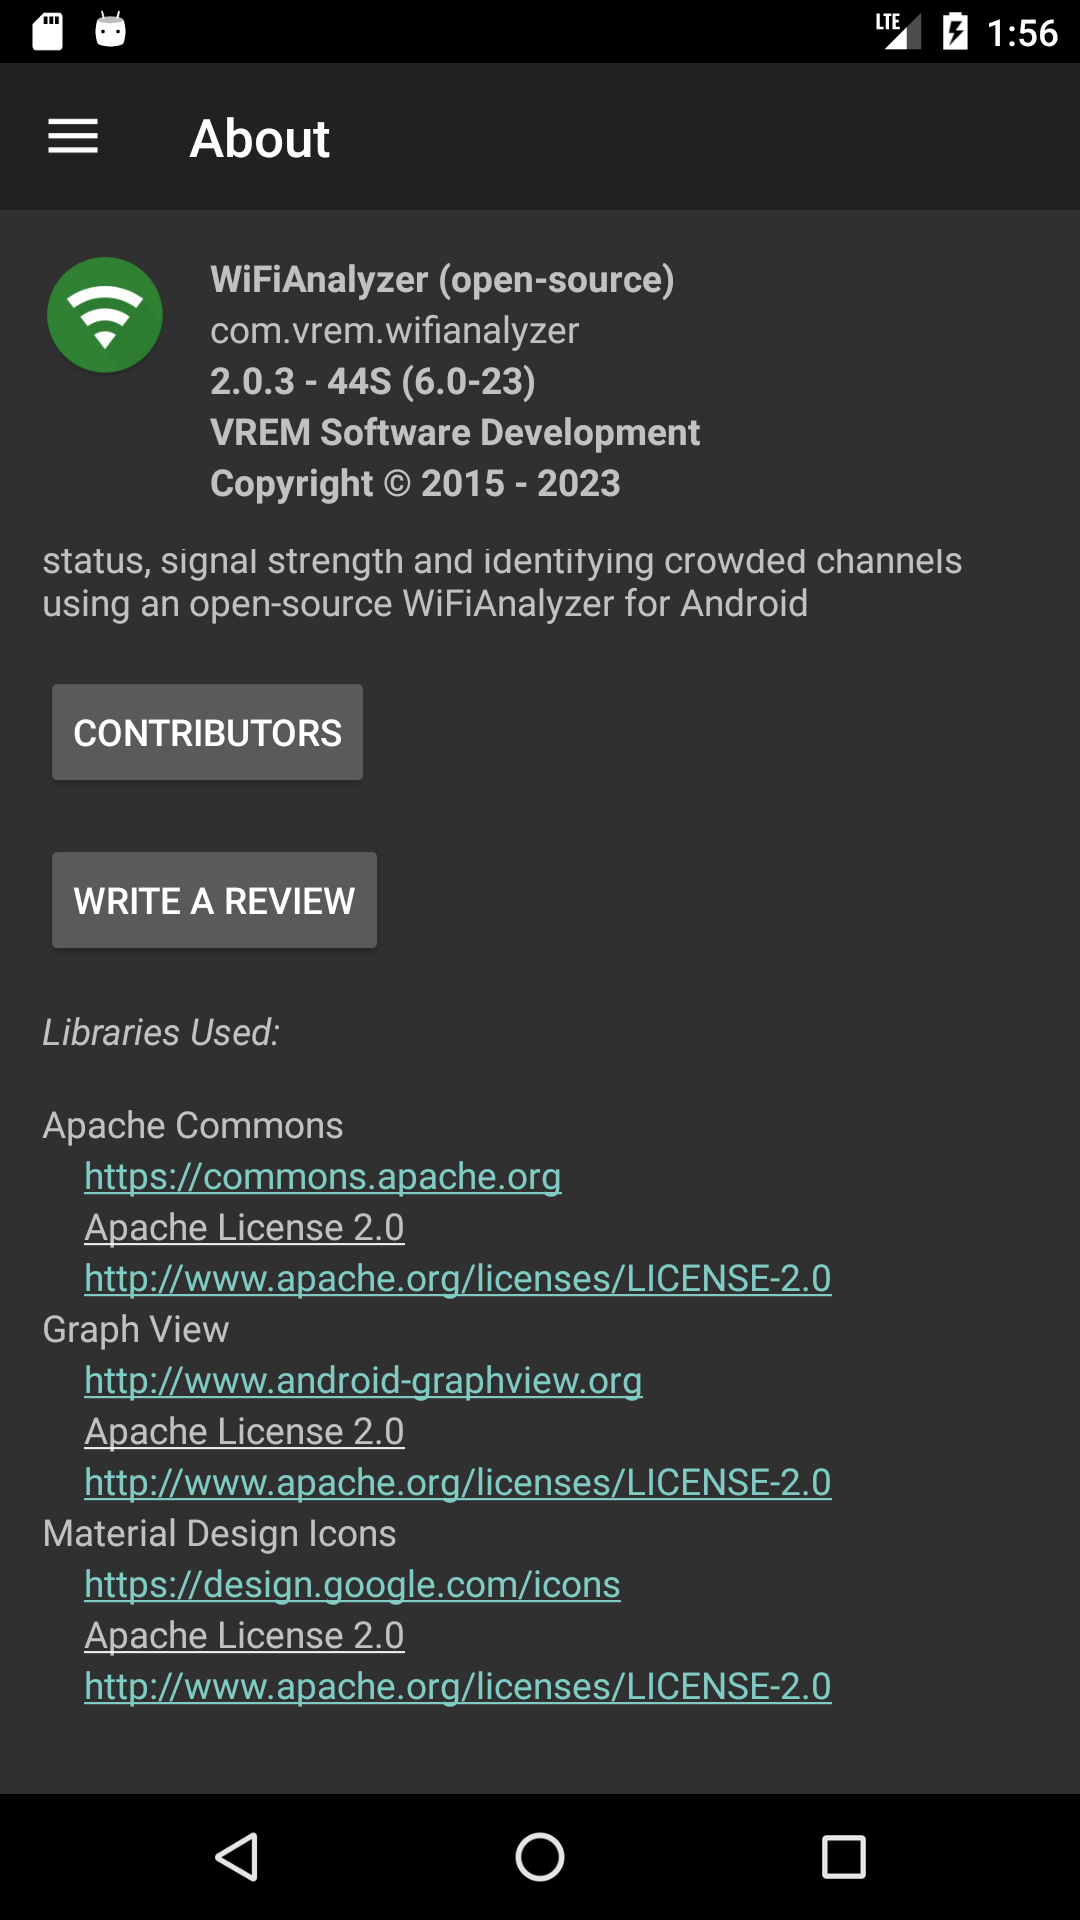 LTE 1:56
About
WiFiAnalyzer (open-source)
com.vrem.wifianalyzer
2.0.3 - 44S (6.0-23)
VREM Software Development
Copyright © 2015 - 2023
status, signal strength and identifying crowded channels
using an open-source WiFiAnalyzer for Android
CONTRIBUTORS
WRITE A REVIEW
Libraries Used:
Apache Commons
https://commons.apache.org
Apache License 2.0
http://www.apache.org/licenses/LICENSE-2.0
Graph View
http://www.android-graphview.org
Apache License 2.0
http://www.apache.org/licenses/LICENSE-2.0
Material Design Icons
https://design.google.com/icons
Apache License 2.0
http://www.apache.org/licenses/LICENSE-2.0